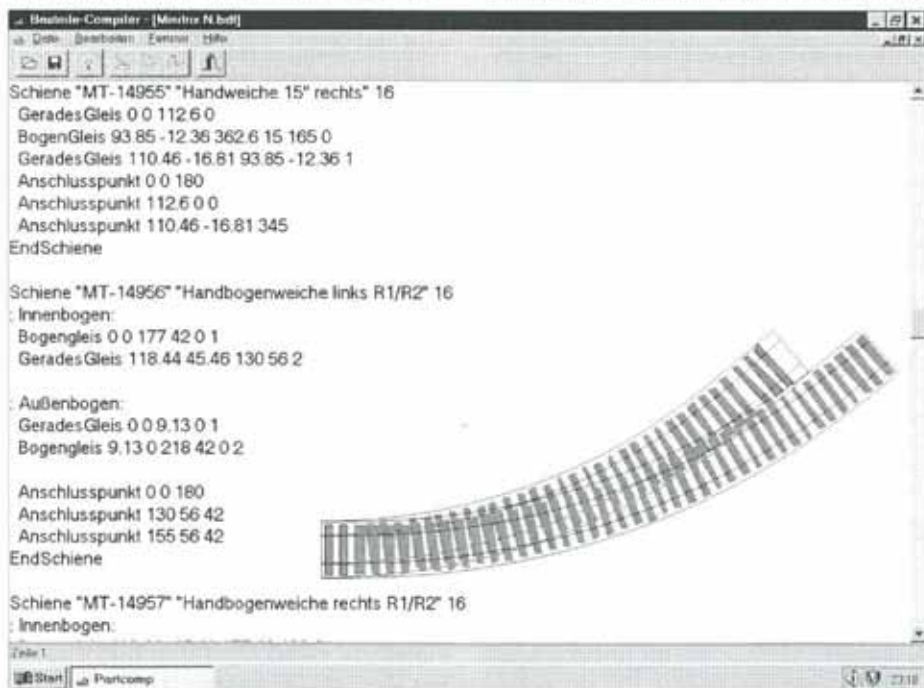 Bauteile-Compiler - [Minitrix N.bdf]
Datei Bearbeiten Fenster Hilfe
Schiene "MT-14955" "Handweiche 15" rechts" 16
GeradesGleis 0 0 112.6 0
BogenGleis 93.85 -12.36 362.6 15 165 0
GeradesGleis 110.46 -16.81 93.85 -12.36 1
Anschlusspunkt 0 0 180
Anschlusspunkt 112.6 0 0
Anschlusspunkt 110.46 -16.81 345
EndSchiene
Schiene "MT-14956" "Handbogenweiche links R1/R2" 16
: Innenbogen:
Bogengleis 0 0 177 42 0 1
GeradesGleis 118.44 45.46 130 56 2
: Außenbogen:
GeradesGleis 0 0 9.13 0 1
Bogengleis 9.13 0 218 42 0 2
Anschlusspunkt 0 0 180
Anschlusspunkt 130 56 42
Anschlusspunkt 155 56 42
EndSchiene
Schiene "MT-14957" "Handbogenweiche rechts R1/R2" 16
: Innenbogen:
Zeile 1
Start Partcomp